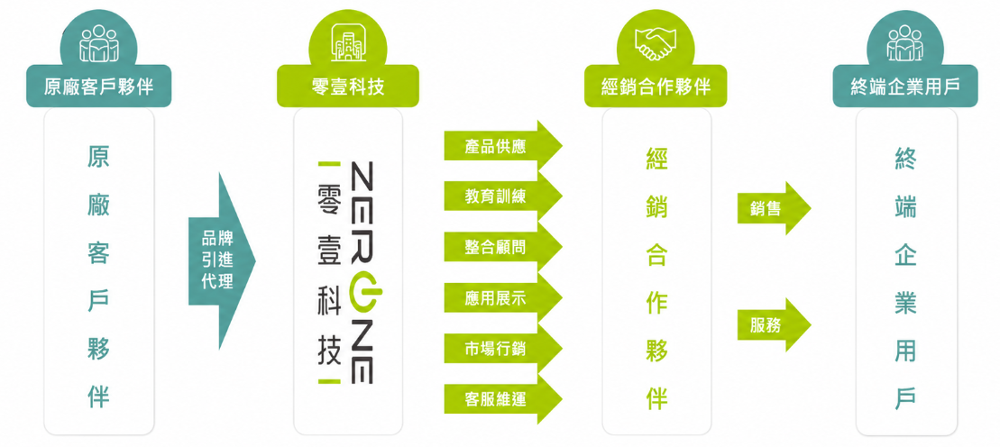 原廠客戶夥伴
原廠客戶夥伴
品牌
引進
代理
零壹科技
零壹科技
ZERONE
產品供應
教育訓練
整合顧問
應用展示
市場行銷
客服維運
經銷合作夥伴
經銷合作夥伴
銷售
服務
終端企業用戶
終端企業用戶